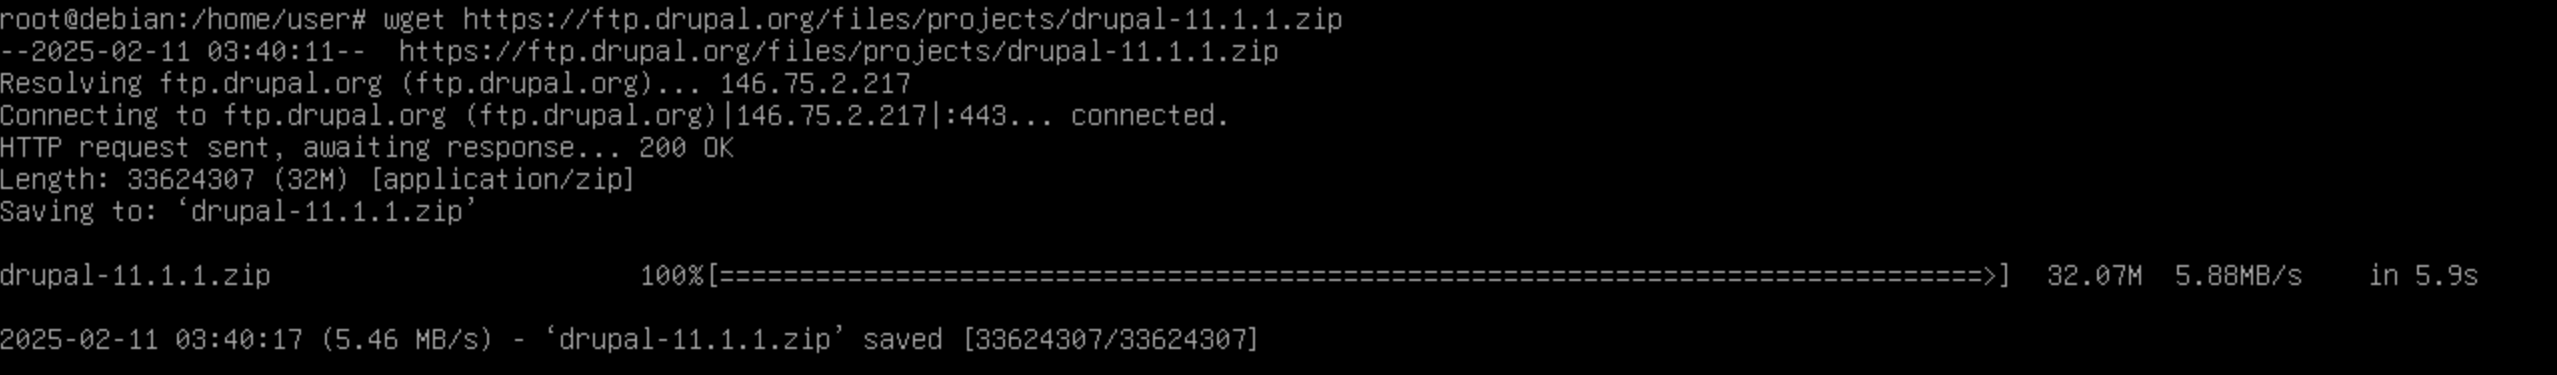 root@debian:/home/user# wget https://ftp.drupal.org/files/projects/drupal-11.1.1.zip
--2025-02-11 03:40:11--  https://ftp.drupal.org/files/projects/drupal-11.1.1.zip
Resolving ftp.drupal.org (ftp.drupal.org)... 146.75.2.217
Connecting to ftp.drupal.org (ftp.drupal.org)|146.75.2.217|:443... connected.
HTTP request sent, awaiting response... 200 OK
Length: 33624307 (32M) [application/zip]
Saving to: ‘drupal-11.1.1.zip’
drupal-11.1.1.zip 100%[===============================================================================>] 32.07M 5.88MB/s in 5.9s
2025-02-11 03:40:17 (5.46 MB/s) - ‘drupal-11.1.1.zip’ saved [33624307/33624307]